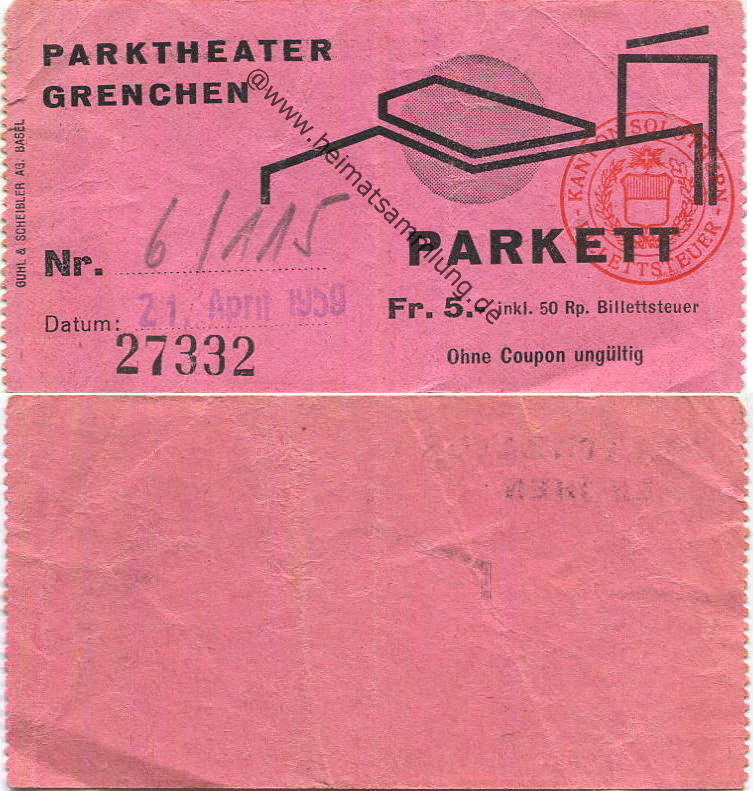 PARKTHEATER
GRENCHEN
@www.heimatsammlung.de
GUHL & SCHEIBLER AG. BASEL
Nr. 6/115
Datum: 21. April 1959
27332
PARKETT
Fr. 5.- inkl. 50 Rp. Billettsteuer
Ohne Coupon ungültig
KANTON SOLOTHURN
BILLETTSTEUER